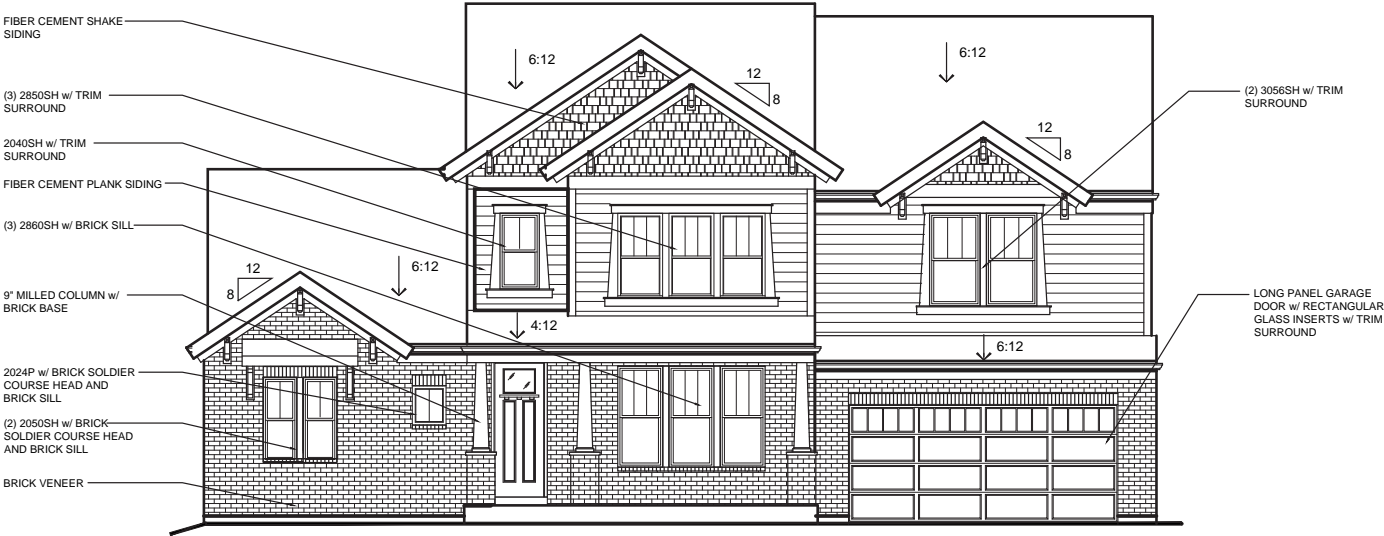 FIBER CEMENT SHAKE
SIDING
(3) 2850SH w/ TRIM
SURROUND
2040SH w/ TRIM
SURROUND
FIBER CEMENT PLANK SIDING
(3) 2860SH w/ BRICK SILL
9" MILLED COLUMN w/
BRICK BASE
2024P w/ BRICK SOLDIER
COURSE HEAD AND
BRICK SILL
(2) 2050SH w/ BRICK
SOLDIER COURSE HEAD
AND BRICK SILL
BRICK VENEER
12
8
6:12
6:12
12
8
4:12
6:12
12
8
6:12
(2) 3056SH w/ TRIM
SURROUND
LONG PANEL GARAGE
DOOR w/ RECTANGULAR
GLASS INSERTS w/ TRIM
SURROUND